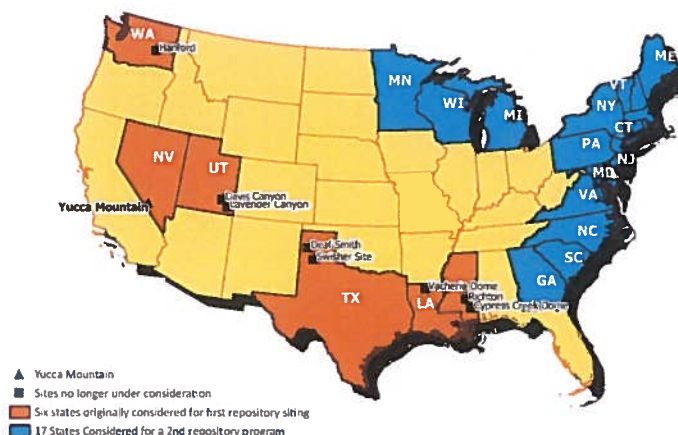 WA
Hanford
ME
MN
VT
WI
NY
MI
CT
PA
NJ
MD
NV
UT
VA
Davis Canyon
Lavender Canyon
Yucca Mountain
NC
SC
Deaf Smith
Swisher Site
GA
Vacherie Dome
TX
LA
Richton
Cypress Creek Dome
Yucca Mountain
Sites no longer under consideration
Six states originally considered for first repository siting
17 States Considered for a 2nd repository program